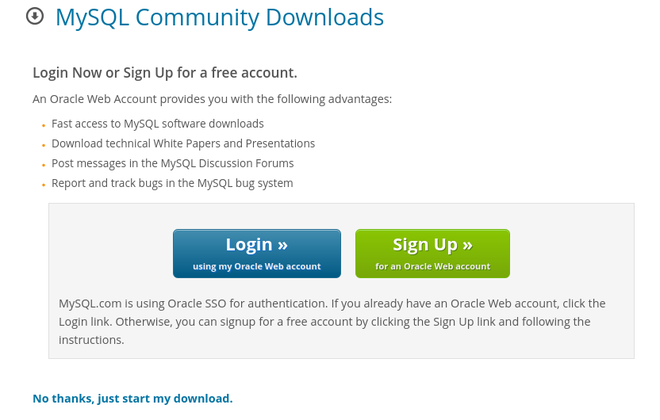 MySQL Community Downloads
Login Now or Sign Up for a free account.
An Oracle Web Account provides you with the following advantages:
Fast access to MySQL software downloads
Download technical White Papers and Presentations
Post messages in the MySQL Discussion Forums
Report and track bugs in the MySQL bug system
Login »
using my Oracle Web account
Sign Up »
for an Oracle Web account
MySQL.com is using Oracle SSO for authentication. If you already have an Oracle Web account, click the
Login link. Otherwise, you can signup for a free account by clicking the Sign Up link and following the
instructions.
No thanks, just start my download.